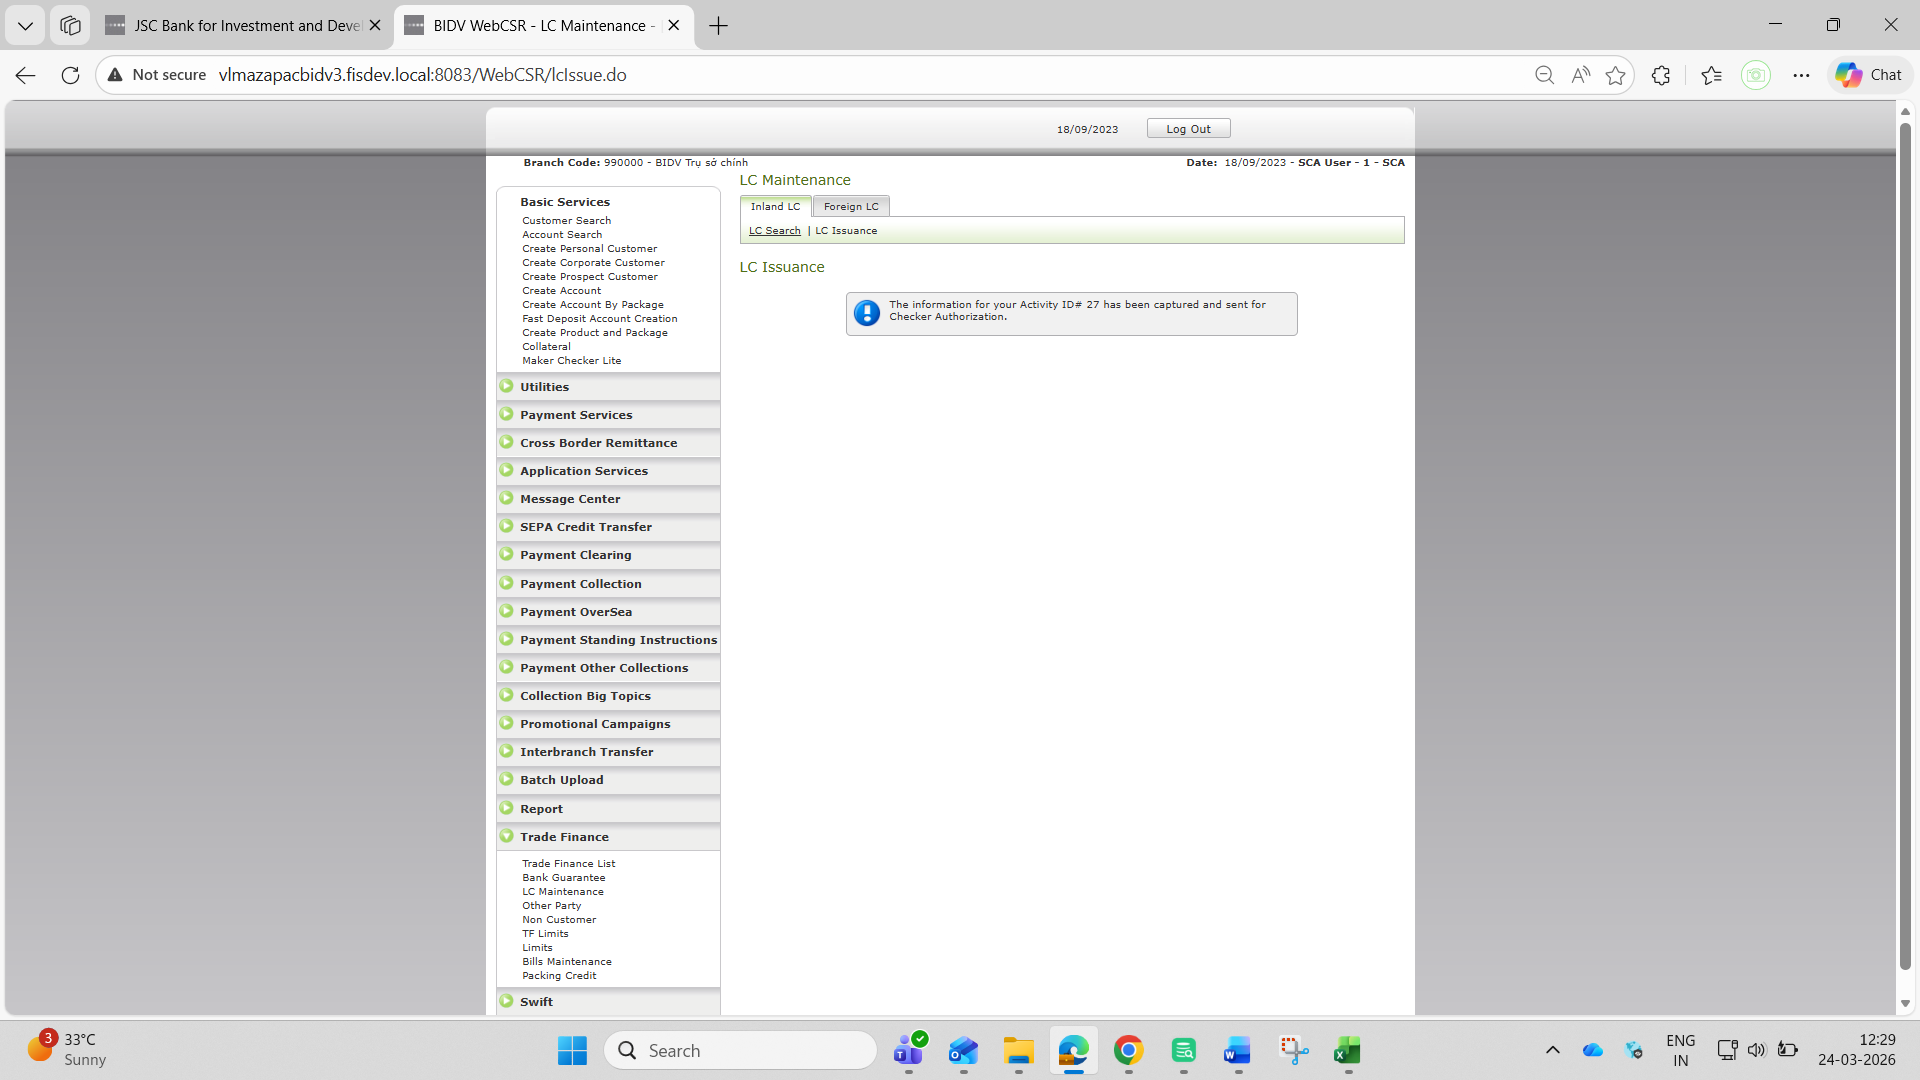 JSC Bank for Investment and Deve
BIDV WebCSR - LC Maintenance -
Not secure
vlmazapacbidv3.fisdev.local:8083/WebCSR/lcIssue.do
Chat
18/09/2023
Log Out
Branch Code: 990000 - BIDV Trụ sở chính
Date: 18/09/2023 - SCA User - 1 - SCA
LC Maintenance
Inland LC
Foreign LC
LC Search | LC Issuance
LC Issuance
The information for your Activity ID# 27 has been captured and sent for
Checker Authorization.
Basic Services
Customer Search
Account Search
Create Personal Customer
Create Corporate Customer
Create Prospect Customer
Create Account
Create Account By Package
Fast Deposit Account Creation
Create Product and Package
Collateral
Maker Checker Lite
Utilities
Payment Services
Cross Border Remittance
Application Services
Message Center
SEPA Credit Transfer
Payment Clearing
Payment Collection
Payment OverSea
Payment Standing Instructions
Payment Other Collections
Collection Big Topics
Promotional Campaigns
Interbranch Transfer
Batch Upload
Report
Trade Finance
Trade Finance List
Bank Guarantee
LC Maintenance
Other Party
Non Customer
TF Limits
Limits
Bills Maintenance
Packing Credit
Swift
3
33°C
Sunny
Search
ENG
IN
12:29
24-03-2026